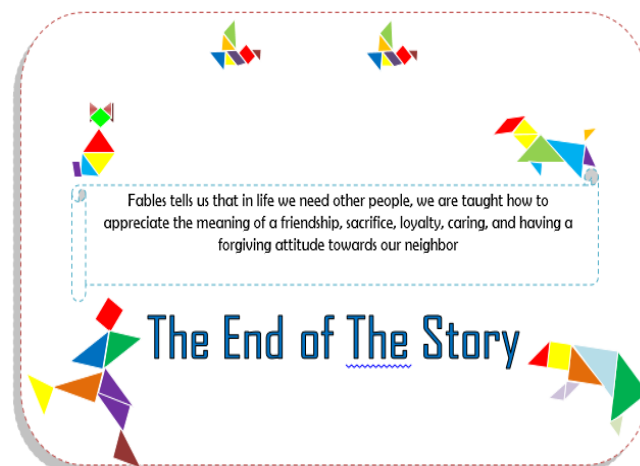 Fables tells us that in life we need other people, we are taught how to
appreciate the meaning of a friendship, sacrifice, loyalty, caring, and having a
forgiving attitude towards our neighbor
The End of The Story